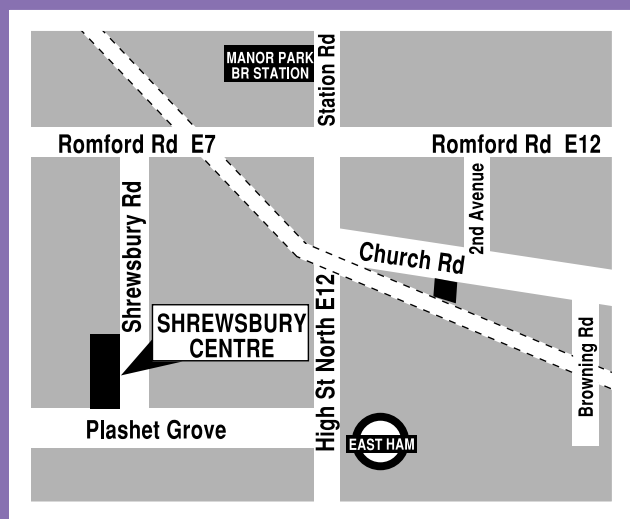 MANOR PARK
BR STATION
Station Rd
Romford Rd E7
Romford Rd E12
Shrewsbury Rd
2nd Avenue
Church Rd
SHREWSBURY
CENTRE
High St North E12
Browning Rd
Plashet Grove
EAST HAM